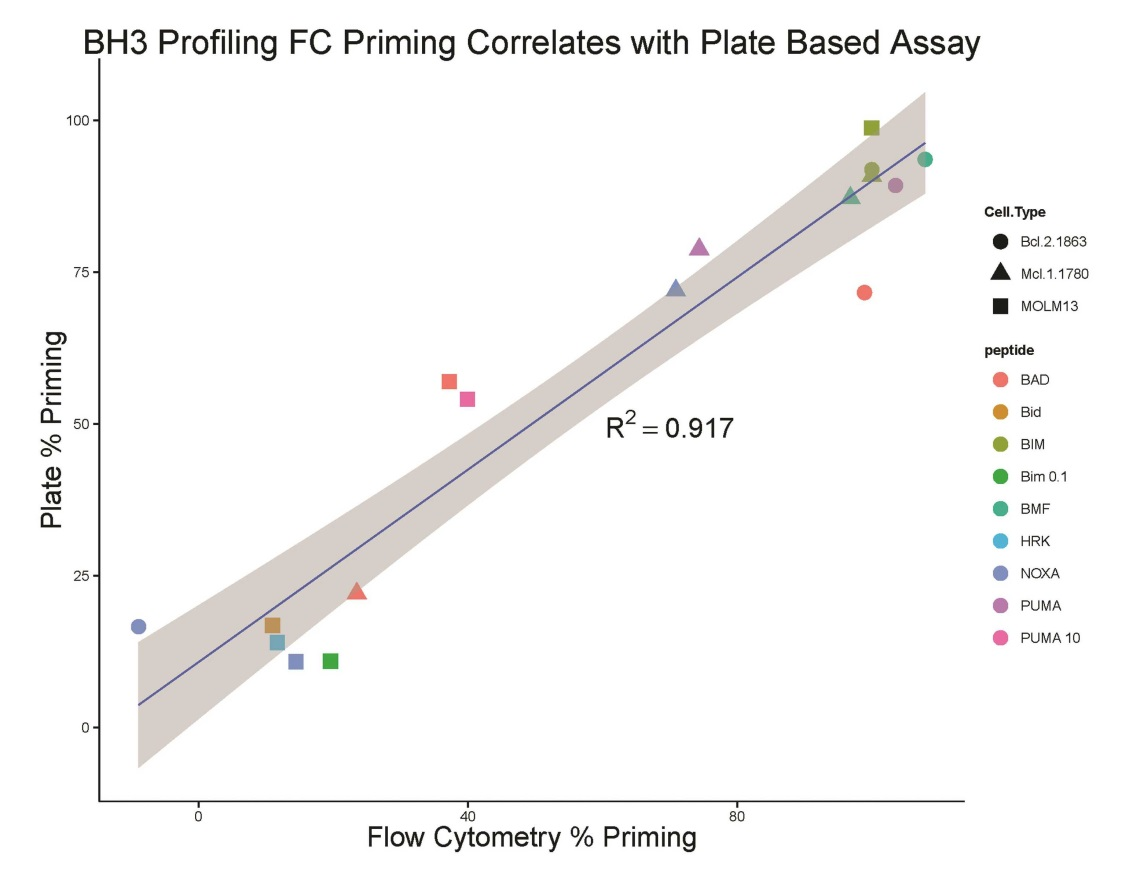 BH3 Profiling FC Priming Correlates with Plate Based Assay
Plate % Priming
100
75
50
25
0
R² = 0.917
0
40
80
Flow Cytometry % Priming
Cell.Type
Bcl.2.1863
Mcl.1.1780
MOLM13
peptide
BAD
Bid
BIM
Bim 0.1
BMF
HRK
NOXA
PUMA
PUMA 10